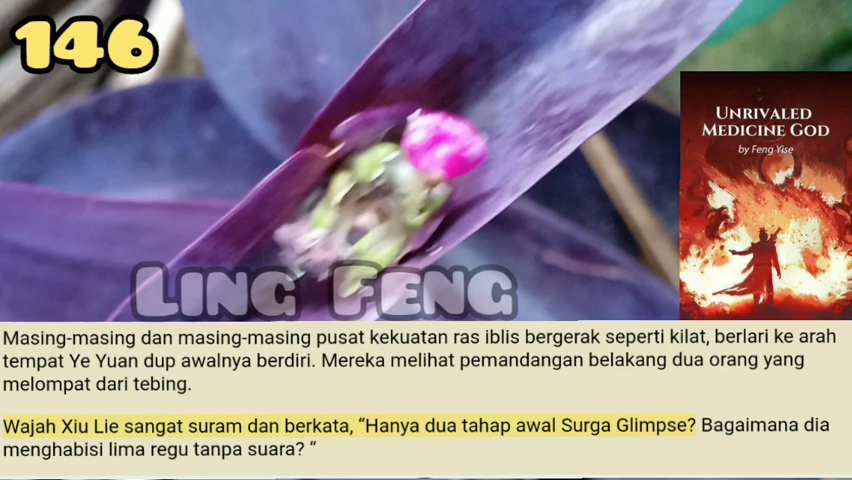 146
UNRIVALED
MEDICINE GOD
by Feng Yise
LING FENG
Masing-masing dan masing-masing pusat kekuatan ras iblis bergerak seperti kilat, berlari ke arah
tempat Ye Yuan dup awalnya berdiri. Mereka melihat pemandangan belakang dua orang yang
melompat dari tebing.
Wajah Xiu Lie sangat suram dan berkata, “Hanya dua tahap awal Surga Glimpse? Bagaimana dia
menghabisi lima regu tanpa suara? “